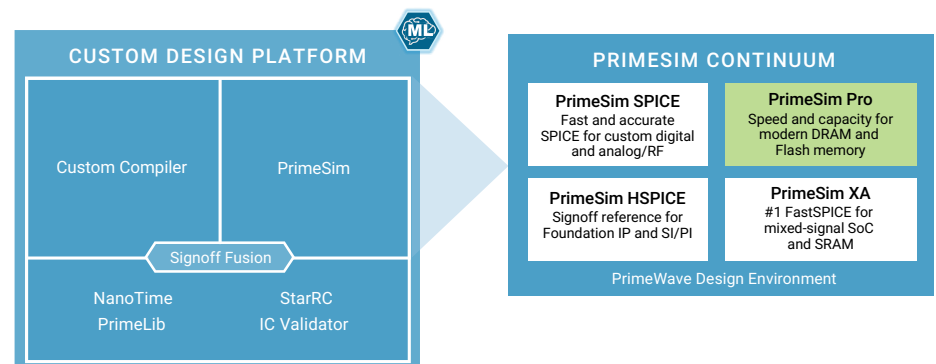 ML
CUSTOM DESIGN PLATFORM
Custom Compiler
PrimeSim
Signoff Fusion
NanoTime
StarRC
PrimeLib
IC Validator
PRIMESIM CONTINUUM
PrimeSim SPICE
Fast and accurate
SPICE for custom digital
and analog/RF
PrimeSim Pro
Speed and capacity for
modern DRAM and
Flash memory
PrimeSim HSPICE
Signoff reference for
Foundation IP and SI/PI
PrimeSim XA
#1 FastSPICE for
mixed-signal SoC
and SRAM
PrimeWave Design Environment